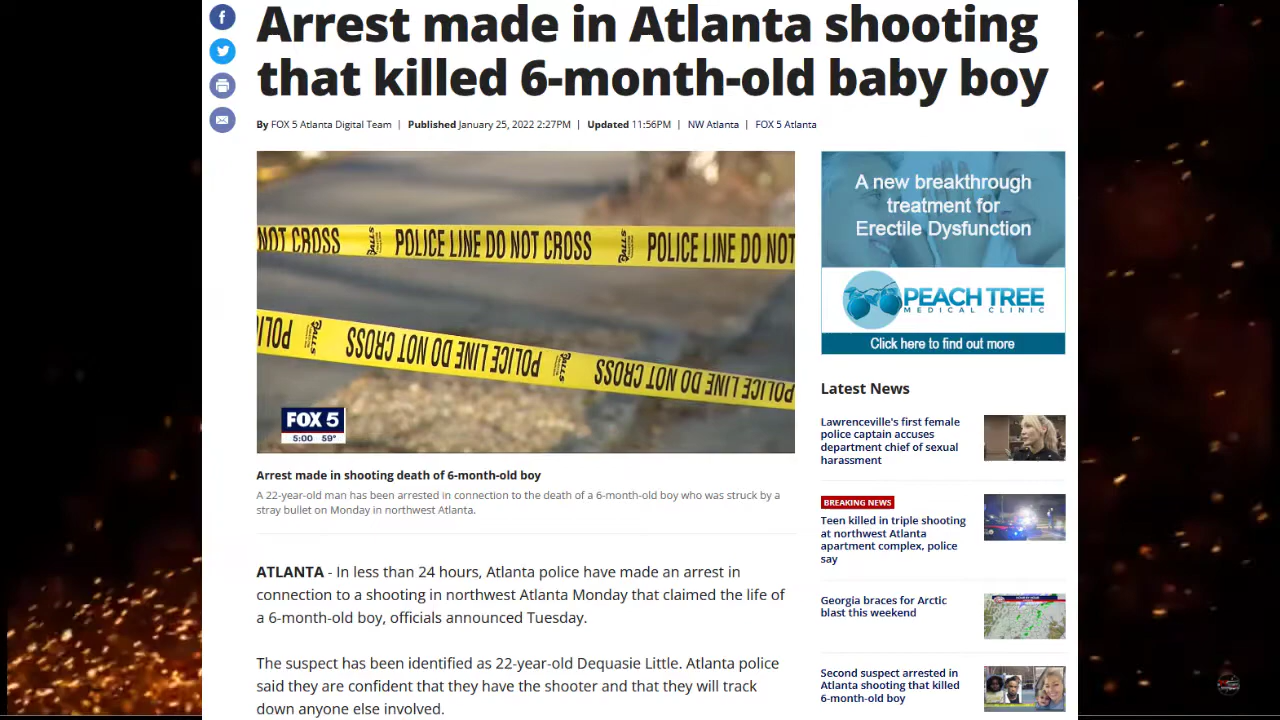 Arrest made in Atlanta shooting
that killed 6-month-old baby boy
By FOX 5 Atlanta Digital Team | Published January 25, 2022 2:27PM | Updated 11:56PM | NW Atlanta | FOX 5 Atlanta
NOT CROSS POLICE LINE DO NOT CROSS POLICE LINE DO NOT
POLICE LINE DO NOT CROSS POLICE LINE DO NOT CROSS
FOX 5
5:00 59°
Arrest made in shooting death of 6-month-old boy
A 22-year-old man has been arrested in connection to the death of a 6-month-old boy who was struck by a
stray bullet on Monday in northwest Atlanta.
ATLANTA - In less than 24 hours, Atlanta police have made an arrest in
connection to a shooting in northwest Atlanta Monday that claimed the life of
a 6-month-old boy, officials announced Tuesday.
The suspect has been identified as 22-year-old Dequasie Little. Atlanta police
said they are confident that they have the shooter and that they will track
down anyone else involved.
A new breakthrough
treatment for
Erectile Dysfunction
PEACH TREE
MEDICAL CLINIC
Click here to find out more
Latest News
Lawrenceville's first female
police captain accuses
department chief of sexual
harassment
BREAKING NEWS
Teen killed in triple shooting
at northwest Atlanta
apartment complex, police
say
Georgia braces for Arctic
blast this weekend
Second suspect arrested in
Atlanta shooting that killed
6-month-old boy